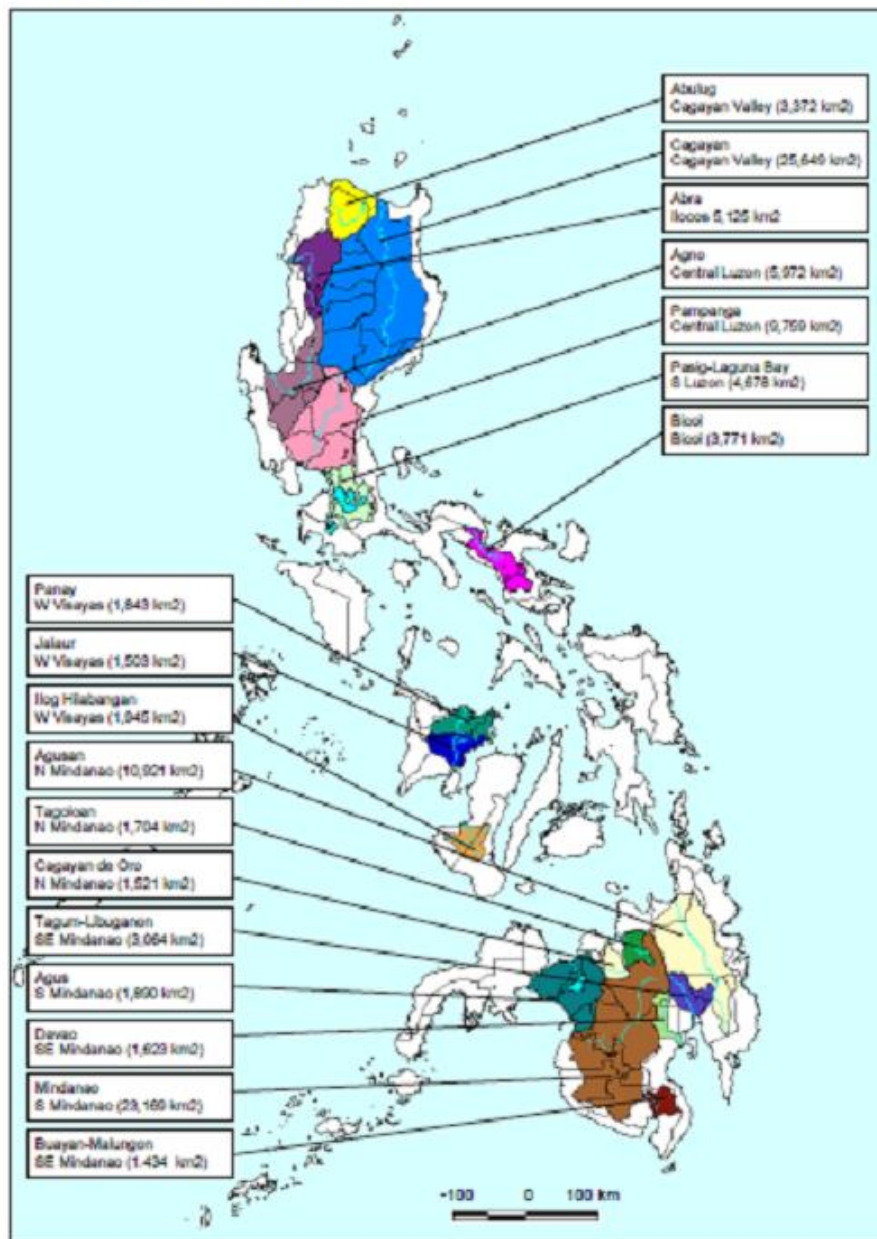 Abulug
Cagayan Valley (3,372 km2)
Cagayan
Cagayan Valley (25,649 km2)
Abra
Ilocos 5,125 km2
Agno
Central Luzon (5,972 km2)
Pampanga
Central Luzon (9,759 km2)
Pasig-Laguna Bay
S Luzon (4,678 km2)
Bicol
Bicol (3,771 km2)
Panay
W Visayas (1,843 km2)
Jalaur
W Visayas (1,503 km2)
Ilog Hilabangan
W Visayas (1,945 km2)
Agusan
N Mindanao (10,921 km2)
Tagoloan
N Mindanao (1,704 km2)
Cagayan de Oro
N Mindanao (1,521 km2)
Tagum-Libuganon
SE Mindanao (3,064 km2)
Agus
S Mindanao (1,890 km2)
Davao
SE Mindanao (1,623 km2)
Mindanao
S Mindanao (23,169 km2)
Buayan-Malungon
SE Mindanao (1.434 km2)
-100 0 100 km